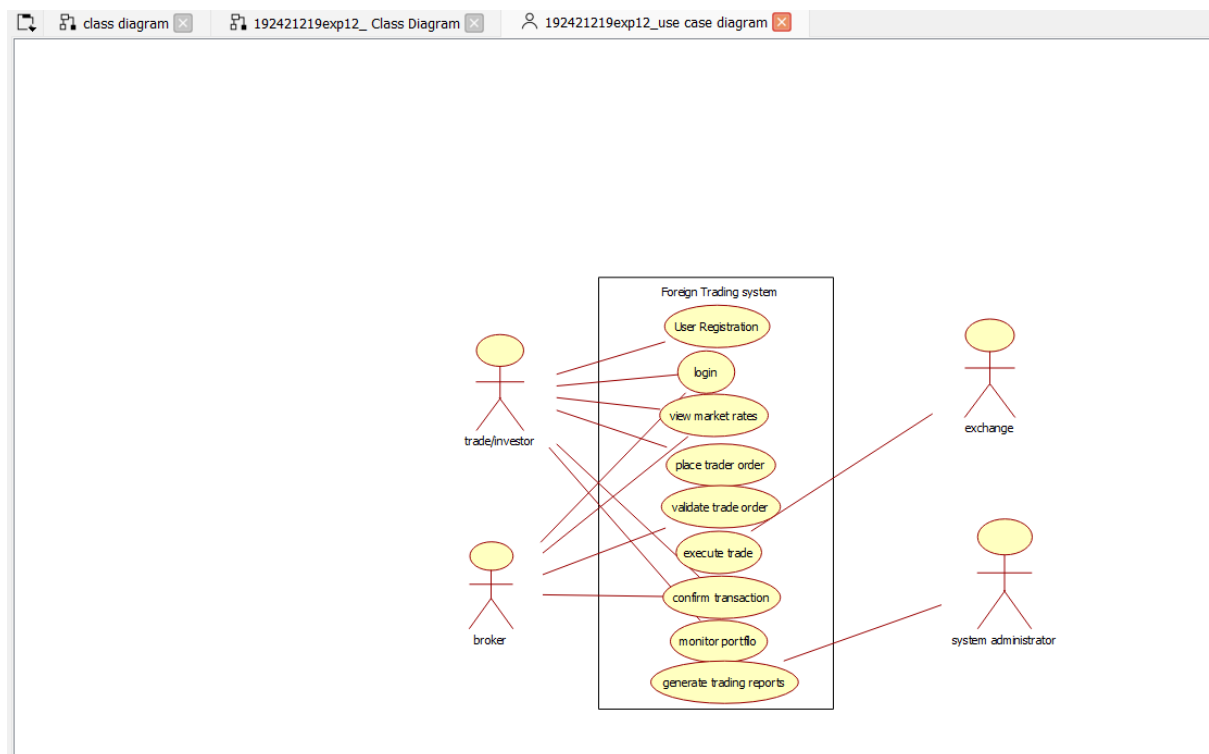 class diagram
192421219exp12_ Class Diagram
192421219exp12_use case diagram
Foreign Trading system
User Registration
login
view market rates
place trader order
validate trade order
execute trade
confirm transaction
monitor portflio
generate trading reports
trade/investor
broker
exchange
system administrator